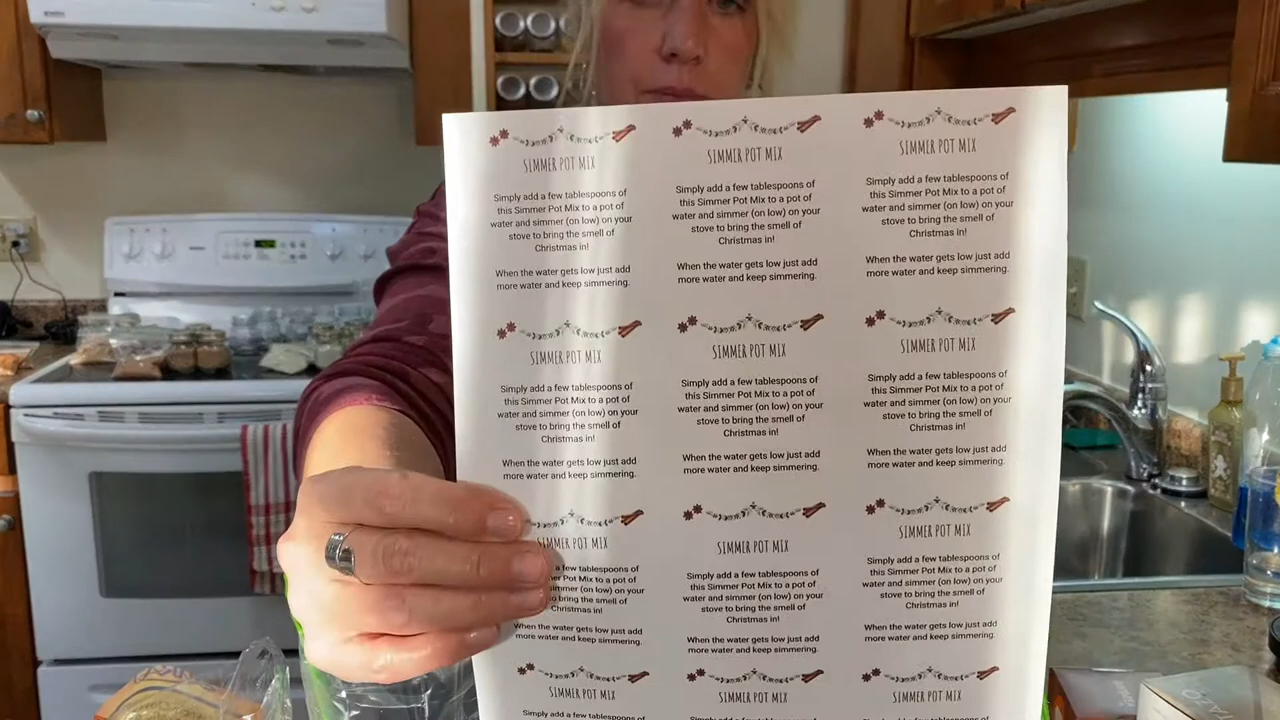 SIMMER POT MIX
Simply add a few tablespoons of
this Simmer Pot Mix to a pot of
water and simmer (on low) on your
stove to bring the smell of
Christmas in!
When the water gets low just add
more water and keep simmering.
SIMMER POT MIX
Simply add a few tablespoons of
this Simmer Pot Mix to a pot of
water and simmer (on low) on your
stove to bring the smell of
Christmas in!
When the water gets low just add
more water and keep simmering.
SIMMER POT MIX
Simply add a few tablespoons of
this Simmer Pot Mix to a pot of
water and simmer (on low) on your
stove to bring the smell of
Christmas in!
When the water gets low just add
more water and keep simmering.
SIMMER POT MIX
Simply add a few tablespoons of
this Simmer Pot Mix to a pot of
water and simmer (on low) on your
stove to bring the smell of
Christmas in!
When the water gets low just add
more water and keep simmering.
SIMMER POT MIX
Simply add a few tablespoons of
this Simmer Pot Mix to a pot of
water and simmer (on low) on your
stove to bring the smell of
Christmas in!
When the water gets low just add
more water and keep simmering.
SIMMER POT MIX
Simply add a few tablespoons of
this Simmer Pot Mix to a pot of
water and simmer (on low) on your
stove to bring the smell of
Christmas in!
When the water gets low just add
more water and keep simmering.
SIMMER POT MIX
a few tablespoons of
Pot Mix to a pot of
simmer (on low) on your
to bring the smell of
Christmas in!
When the water gets low just add
more water and keep simmering.
SIMMER POT MIX
Simply add a few tablespoons of
this Simmer Pot Mix to a pot of
water and simmer (on low) on your
stove to bring the smell of
Christmas in!
When the water gets low just add
more water and keep simmering.
SIMMER POT MIX
Simply add a few tablespoons of
this Simmer Pot Mix to a pot of
water and simmer (on low) on your
stove to bring the smell of
Christmas in!
When the water gets low just add
more water and keep simmering.
SIMMER POT MIX
Simply add a few tablespoons of
SIMMER POT MIX
Simply add a few tablespoons of
SIMMER POT MIX
Simply add a few tablespoons of